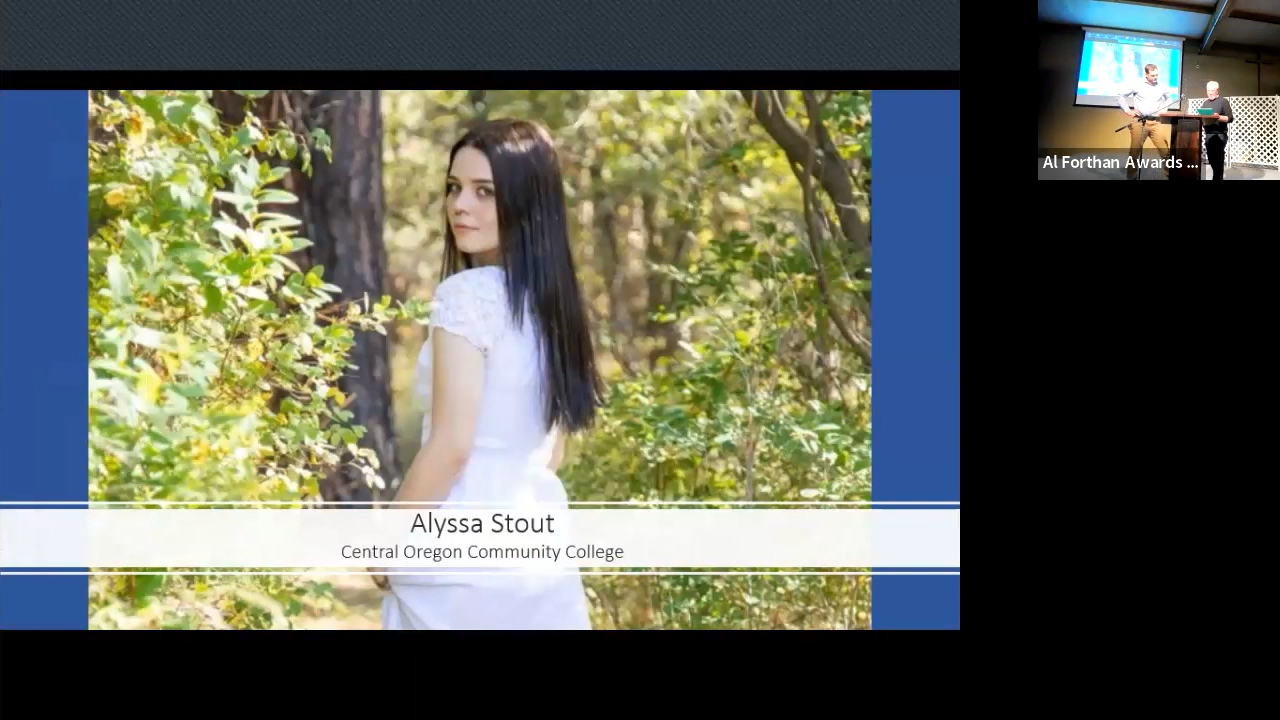 Alyssa Stout
Central Oregon Community College
Al Forthan Awards ...